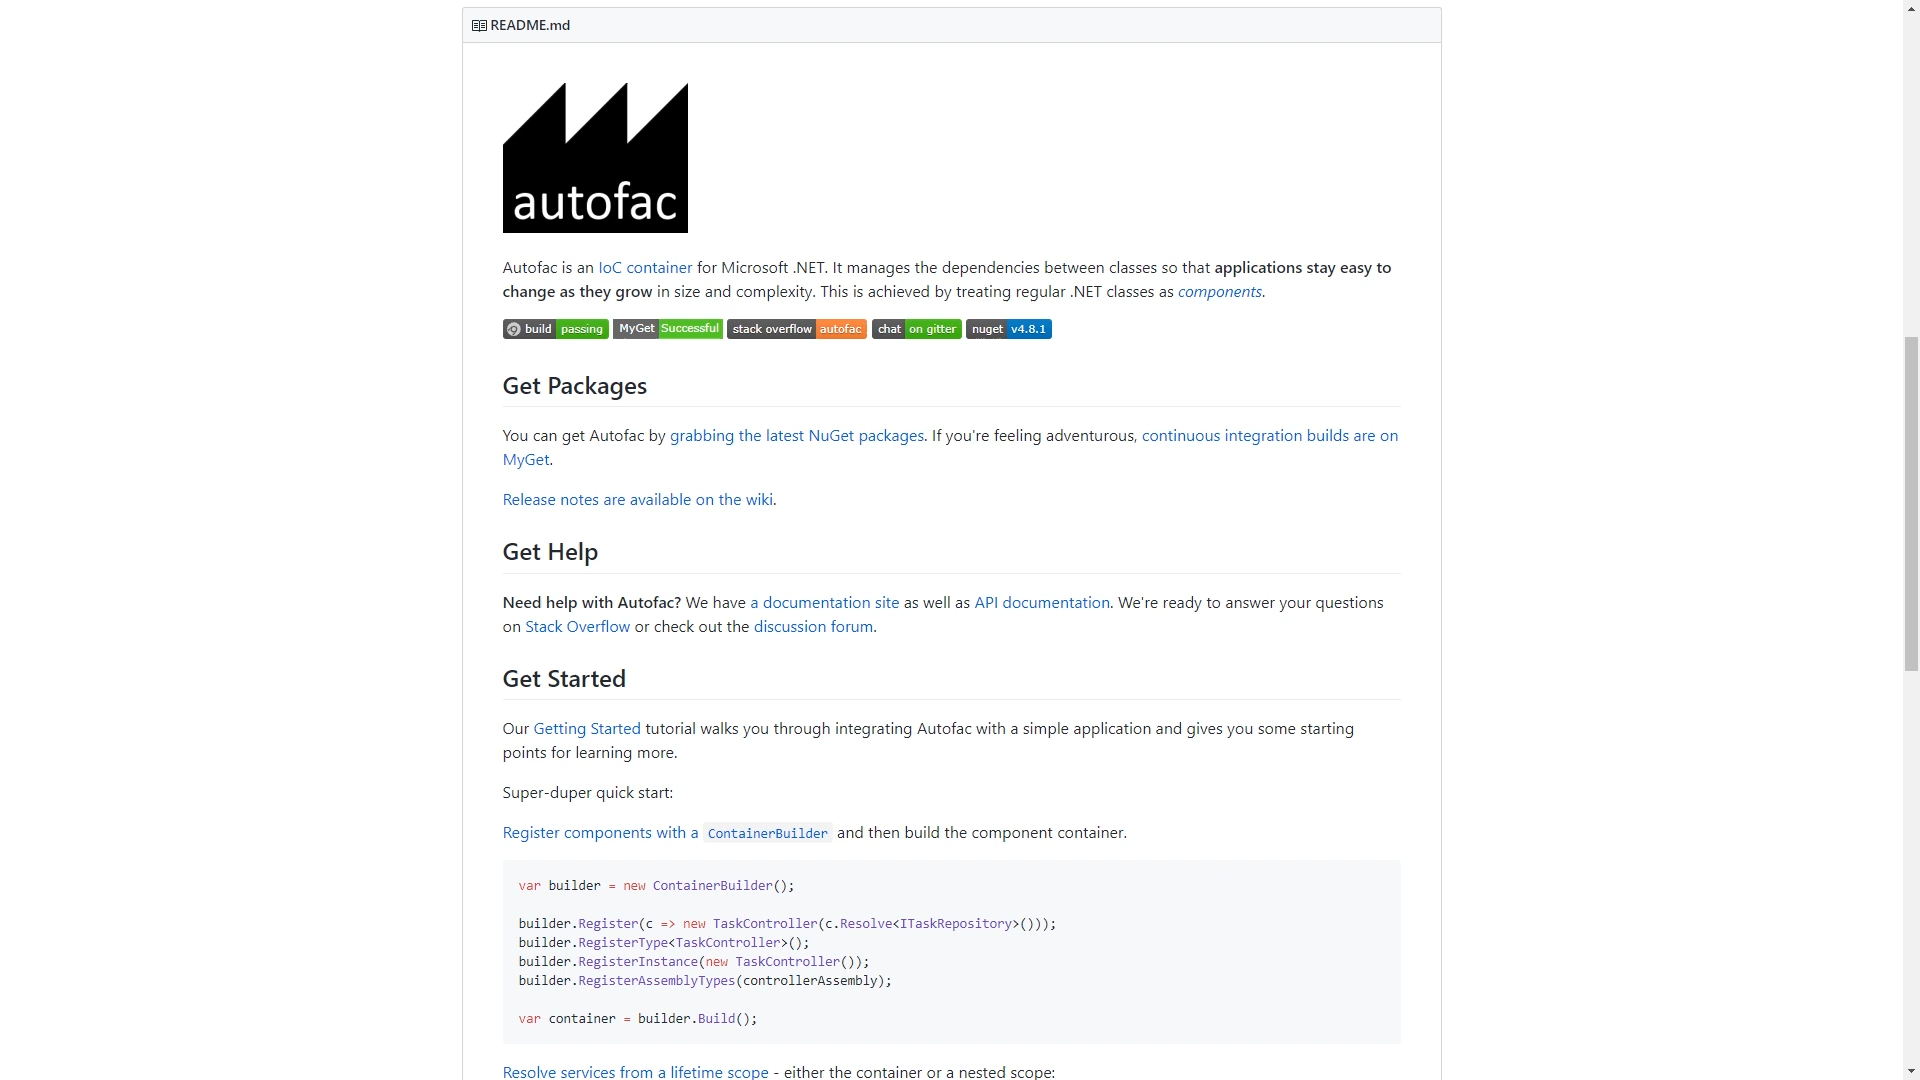 README.md
autofac
Autofac is an IoC container for Microsoft .NET. It manages the dependencies between classes so that applications stay easy to
change as they grow in size and complexity. This is achieved by treating regular .NET classes as components.
build passing MyGet Successful stack overflow autofac chat on gitter nuget v4.8.1
Get Packages
You can get Autofac by grabbing the latest NuGet packages. If you're feeling adventurous, continuous integration builds are on
MyGet.
Release notes are available on the wiki.
Get Help
Need help with Autofac? We have a documentation site as well as API documentation. We're ready to answer your questions
on Stack Overflow or check out the discussion forum.
Get Started
Our Getting Started tutorial walks you through integrating Autofac with a simple application and gives you some starting
points for learning more.
Super-duper quick start:
Register components with a ContainerBuilder and then build the component container.
var builder = new ContainerBuilder();
builder.Register(c => new TaskController(c.Resolve<ITaskRepository>()));
builder.RegisterType<TaskController>();
builder.RegisterInstance(new TaskController());
builder.RegisterAssemblyTypes(controllerAssembly);
var container = builder.Build();
Resolve services from a lifetime scope - either the container or a nested scope: